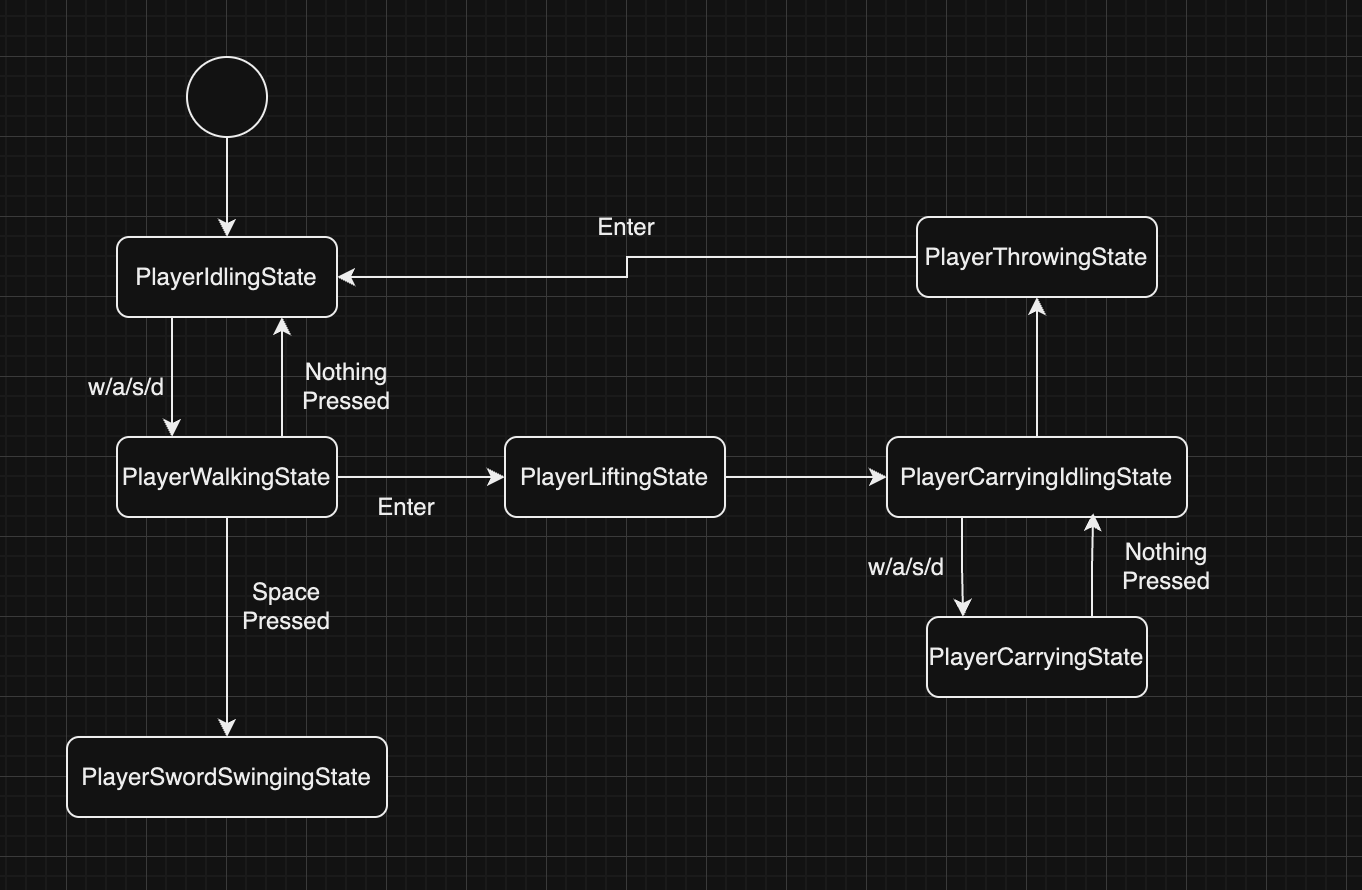 Enter
PlayerThrowingState
PlayerIdlingState
w/a/s/d
Nothing
Pressed
PlayerWalkingState
Enter
PlayerLiftingState
PlayerCarryingIdlingState
w/a/s/d
Nothing
Pressed
Space
Pressed
PlayerCarryingState
PlayerSwordSwingingState